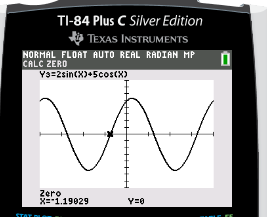 TI-84 Plus C Silver Edition
TEXAS INSTRUMENTS
NORMAL FLOAT AUTO REAL RADIAN MP
CALC ZERO
Y3=2sin(X)+5cos(X)
Zero
X=-1.19029 Y=0